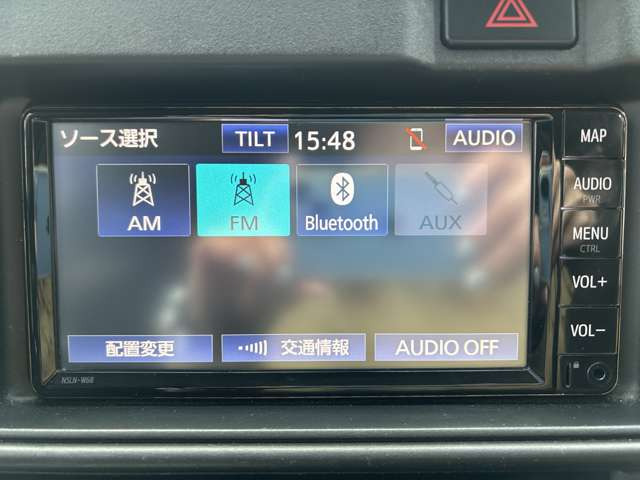 ソース選択 TILT 15:48 AUDIO
AM FM Bluetooth AUX
配置変更 交通情報 AUDIO OFF
NSLN-W68
MAP
AUDIO
PWR
MENU
CTRL
VOL+
VOL-